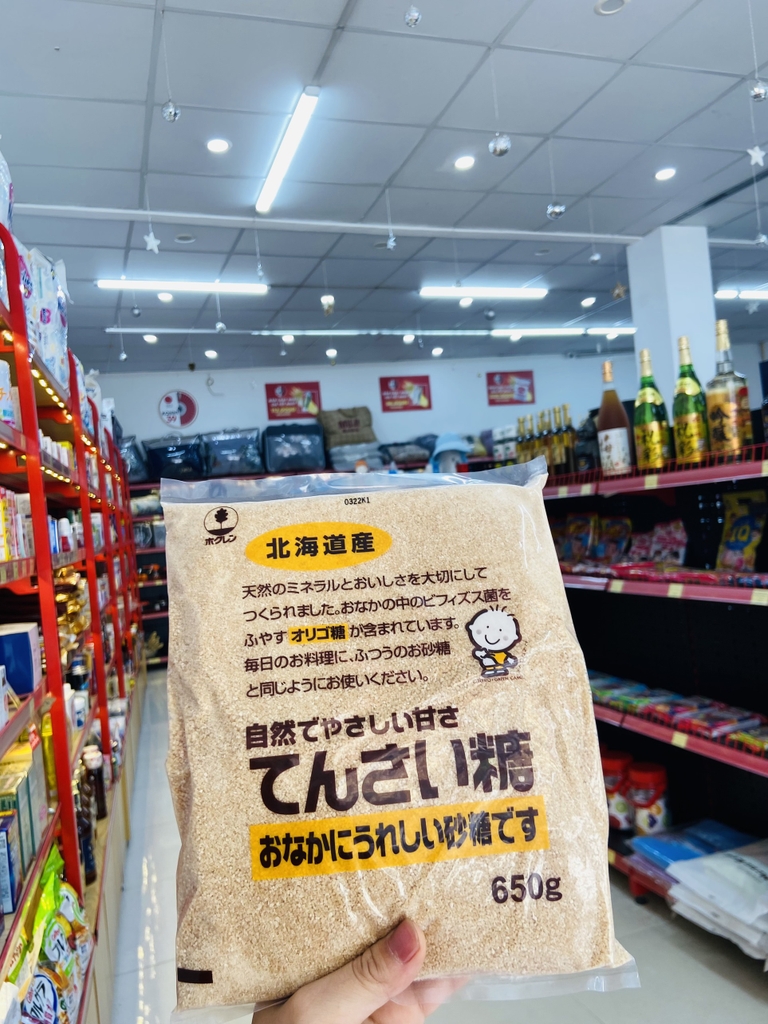 0322K1
ホクレン
北海道産
天然のミネラルとおいしさを大切にして
つくられました。おなかの中のビフィズス菌を
ふやすオリゴ糖が含まれています。
毎日のお料理に、ふつうのお砂糖
と同じようにお使いください。
自然でやさしい甘さ
てんさい糖
おなかにうれしい砂糖です
650g